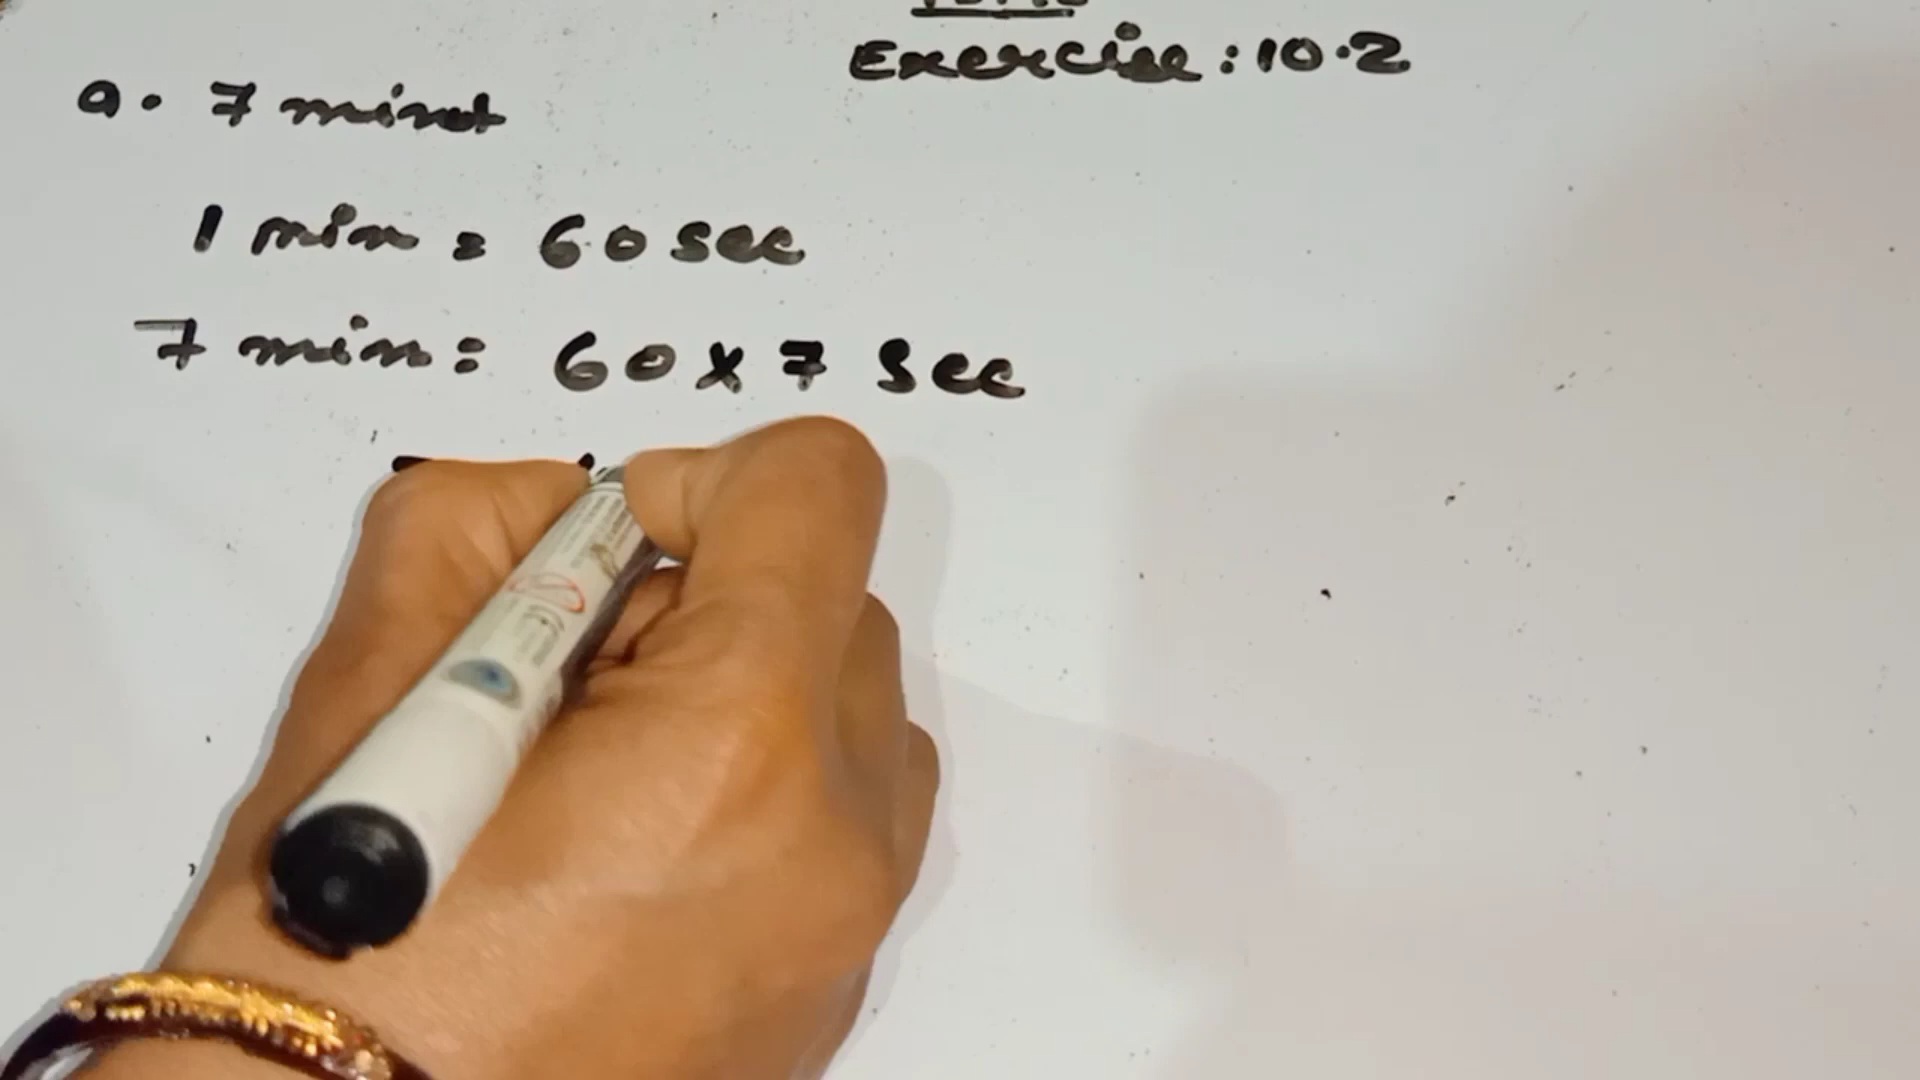 Exercise : 10.2
a. 7 minut
1 min = 60 sec
7 min = 60 x 7 sec